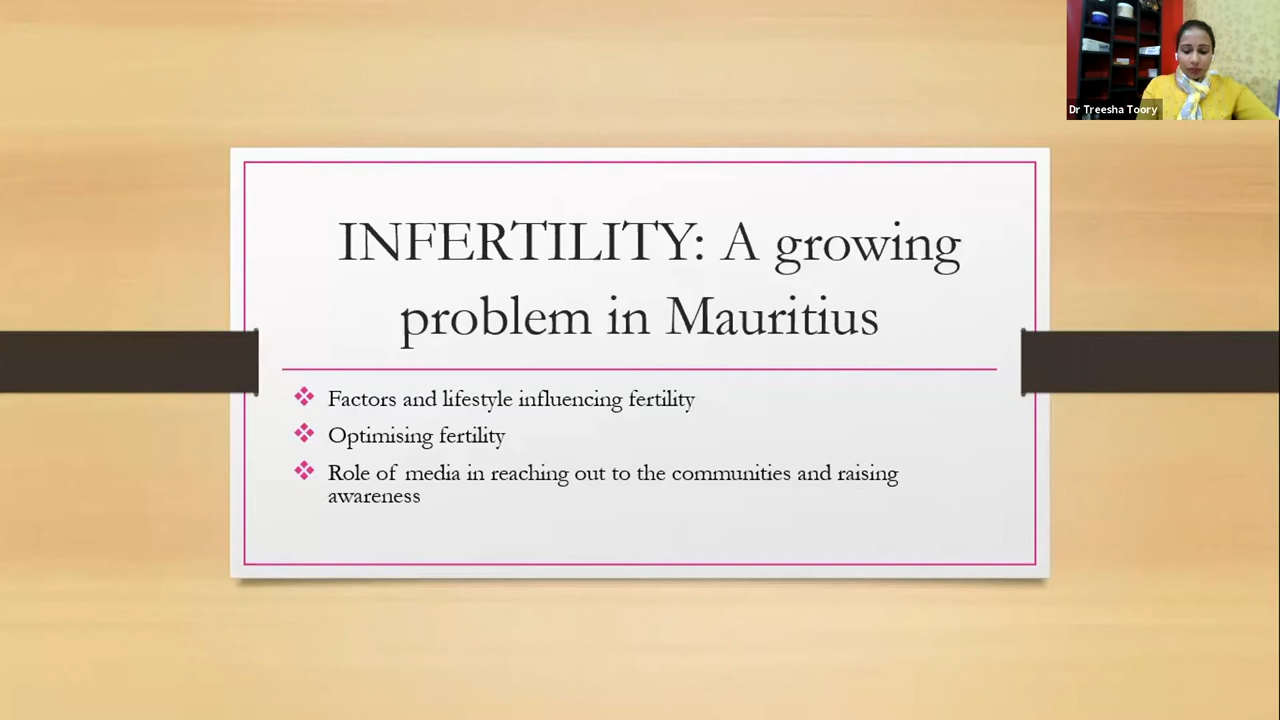 Dr Treesha Toory
INFERTILITY: A growing
problem in Mauritius
❖ Factors and lifestyle influencing fertility
❖ Optimising fertility
❖ Role of media in reaching out to the communities and raising
awareness